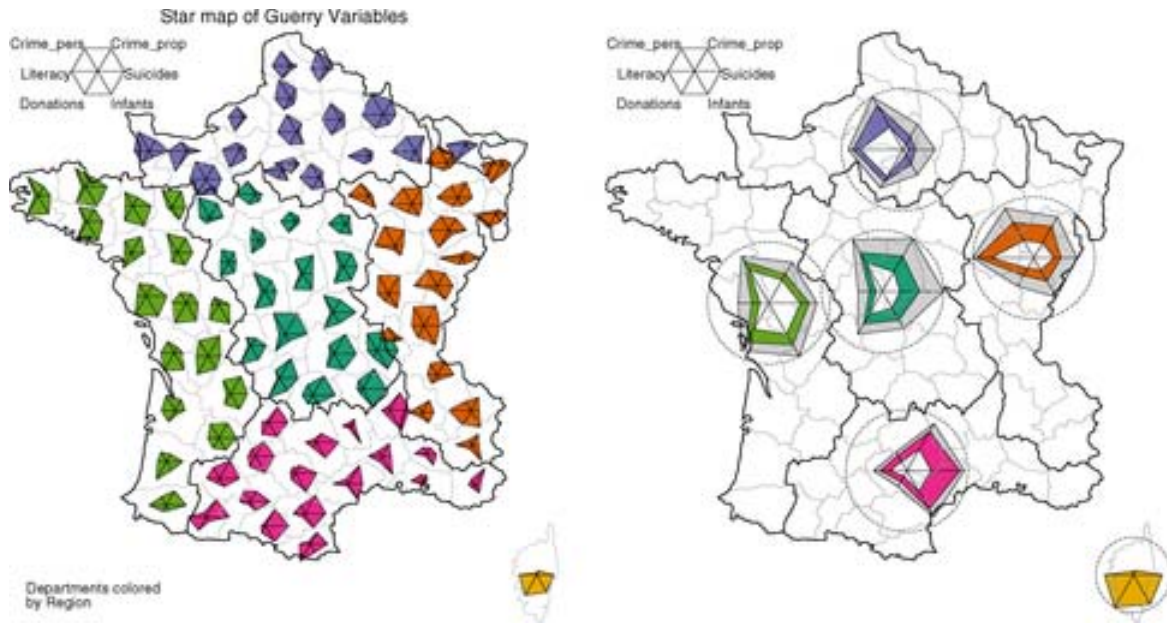 Star map of Guerry Variables
Crime_pers Crime_prop
Literacy Suicides
Donations Infants
Departments colored
by Region
Crime_pers Crime_prop
Literacy Suicides
Donations Infants